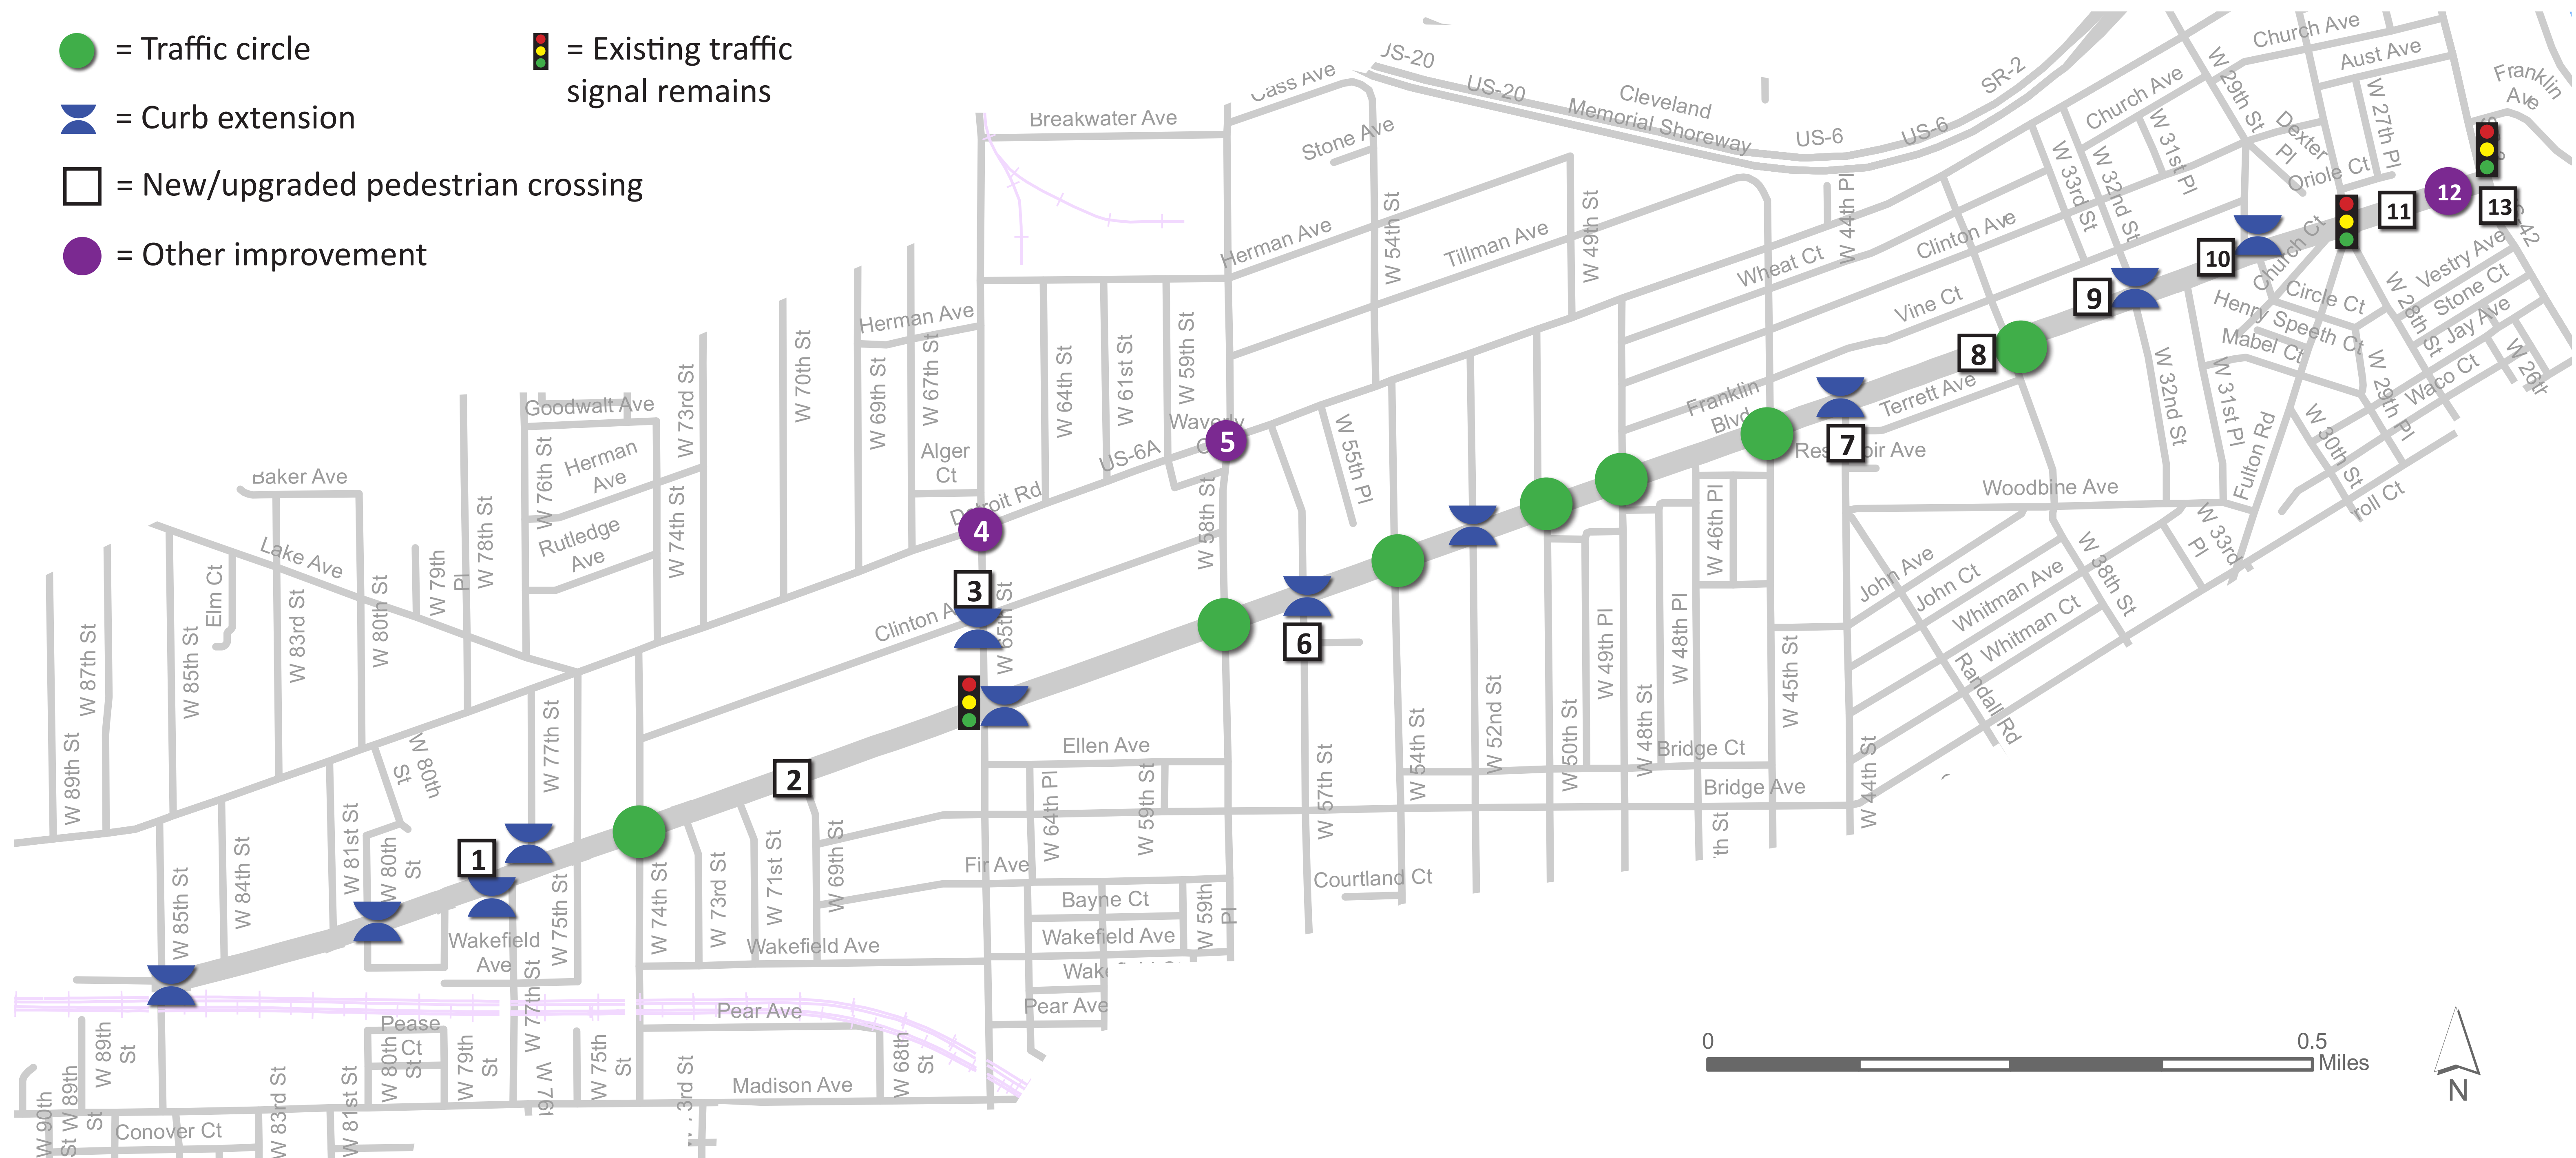 = Traffic circle
= Curb extension
= New/upgraded pedestrian crossing
= Other improvement
= Existing traffic
signal remains
US-20
US-20
Cleveland
Memorial Shoreway
US-6
US-6
SR-2
Church Ave
Aust Ave
Franklin
Ave
Church Ave
W 29th St
W 27th Pl
W 31st Pl
Dexter
Pl
Oriole Ct
W 33rd St
W 32nd St
Breakwater Ave
Cass Ave
Stone Ave
W 54th St
W 49th St
W 44th Pl
Herman Ave
Tillman Ave
Wheat Ct
Clinton Ave
Vine Ct
Church Ct
Vestry Ave
Stone Ct
Jay Ave
Circle Ct
Henry Speeth Ct
Mabel Ct
W 28th St
Waco Ct
W 26th
W 29th Pl
W 30th St
Fulton Rd
W 31st Pl
W 32nd St
W 33rd
Pl
Herman Ave
W 73rd St
W 70th St
W 69th St
W 67th St
W 64th St
W 61st St
W 59th St
Alger
Ct
US-6A
Detroit Rd
W 58th St
W 55th Pl
Franklin
Blvd
Terrett Ave
Woodbine Ave
John Ave
John Ct
Whitman Ave
Whitman Ct
W 38th St
Randall Rd
Goodwalt Ave
W 76th St
Herman
Ave
Rutledge
Ave
W 74th St
Baker Ave
Lake Ave
Elm Ct
W 87th St
W 85th St
W 83rd St
W 80th St
W 79th
Pl
W 78th St
W 89th St
W 80th
St
W 77th St
W 65th St
W 46th Pl
W 49th Pl
W 48th Pl
W 45th St
W 44th St
W 48th St
W 50th St
W 52nd St
W 54th St
W 57th St
Bridge Ct
Bridge Ave
Courtland Ct
Ellen Ave
W 64th Pl
W 59th St
Fir Ave
Bayne Ct
Wakefield Ave
W 59th
Pl
Pear Ave
W 85th St
W 84th St
W 81st St
W 80th
St
Wakefield
Ave
W 75th St
W 74th St
W 73rd St
W 71st St
W 69th St
Wakefield Ave
W 77th St
Pear Ave
Pease
Ct
W 89th
St
W 80th
St
W 79th
St
W 75th
St
W 68th
St
Madison Ave
W 90th
St
W 89th
St
W 83rd St
W 81st St
Conover Ct
1
2
3
4
5
6
7
8
9
10
11
12
13
0
0.5
Miles
N